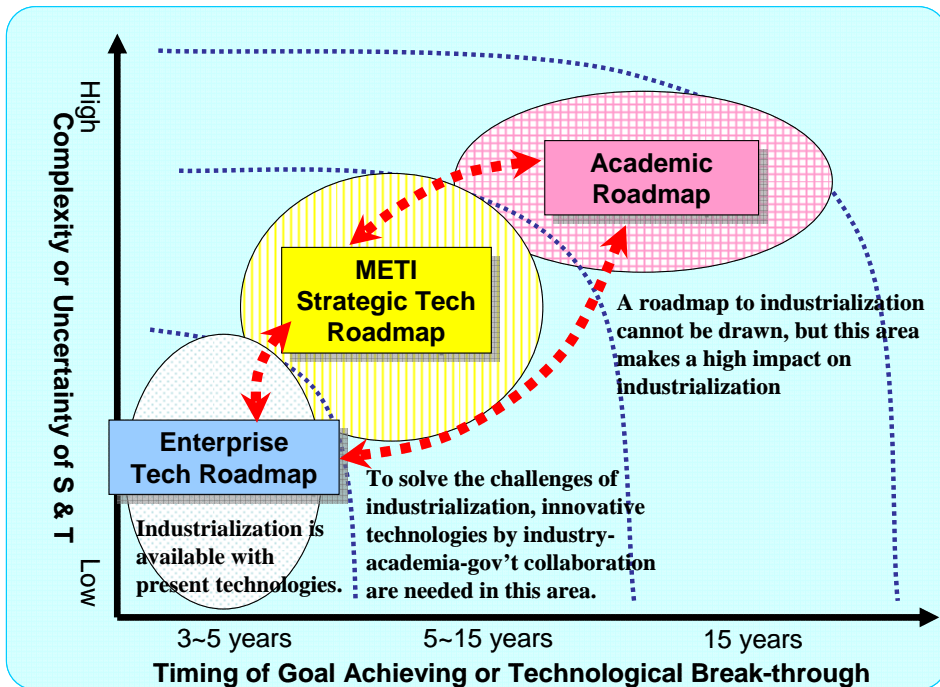 High
Complexity or Uncertainty of S & T
Low
Academic
Roadmap
METI
Strategic Tech
Roadmap
A roadmap to industrialization
cannot be drawn, but this area
makes a high impact on
industrialization
Enterprise
Tech Roadmap
Industrialization is
available with
present technologies.
To solve the challenges of
industrialization, innovative
technologies by industry-
academia-gov’t collaboration
are needed in this area.
3~5 years
5~15 years
15 years
Timing of Goal Achieving or Technological Break-through